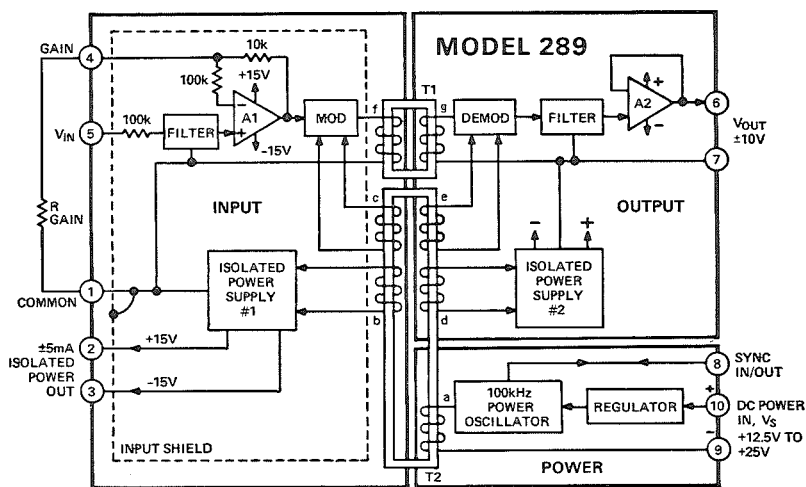 MODEL 289
GAIN
4
10k
100k
+15V
A1
-15V
100k
VIN
5
FILTER
MOD
f
T1
g
DEMOD
FILTER
A2
+
−
6
VOUT
±10V
7
R
GAIN
INPUT
OUTPUT
c
e
−
+
COMMON
1
ISOLATED
POWER
SUPPLY
#1
ISOLATED
POWER
SUPPLY
#2
b
d
±5mA
ISOLATED
POWER
OUT
2
+15V
3
-15V
INPUT SHIELD
8
SYNC
IN/OUT
a
100kHz
POWER
OSCILLATOR
REGULATOR
+
10
DC POWER
IN, VS
−
+12.5V TO
+25V
9
T2
POWER